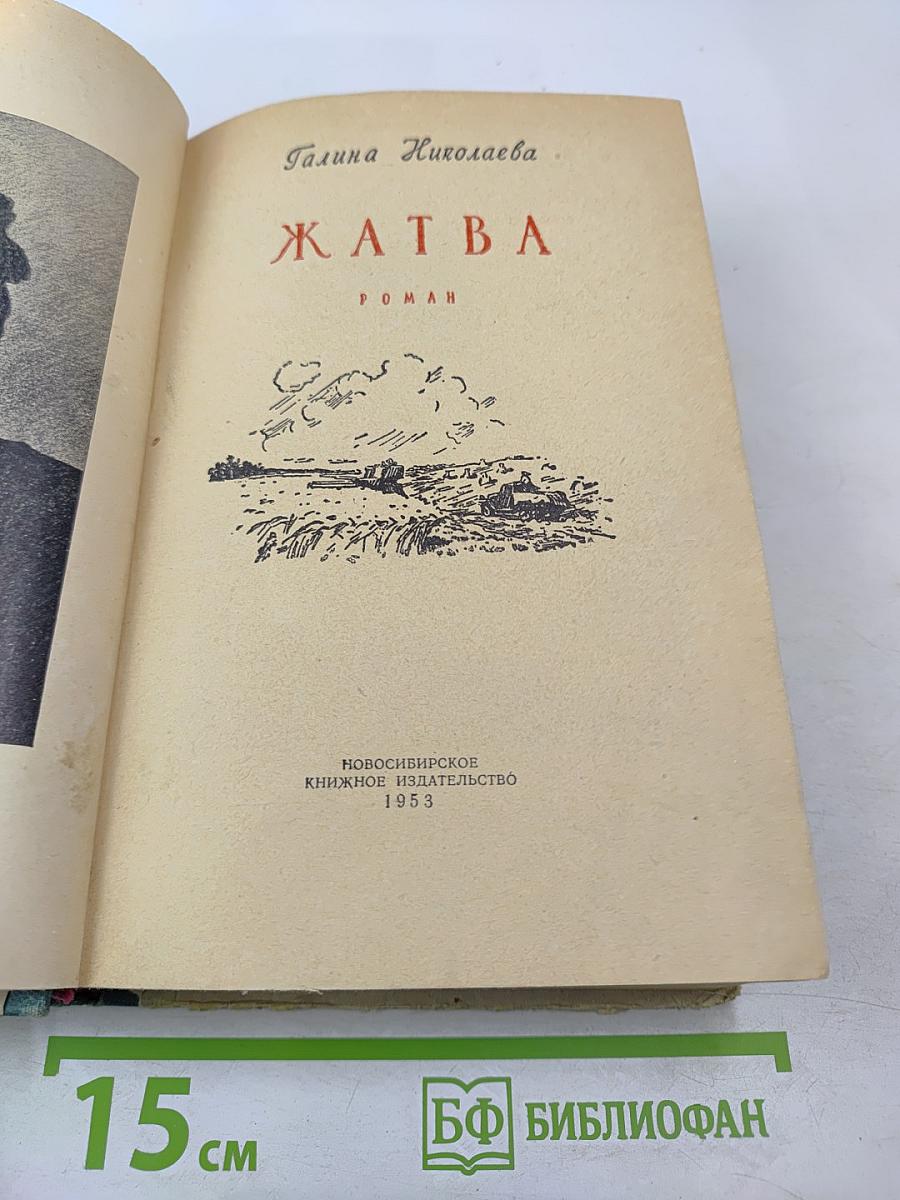 Галина Николаева
ЖАТВА
РОМАН
НОВОСИБИРСКОЕ
КНИЖНОЕ ИЗДАТЕЛЬСТВО
1953
15 см
БФ БИБЛИОФАН